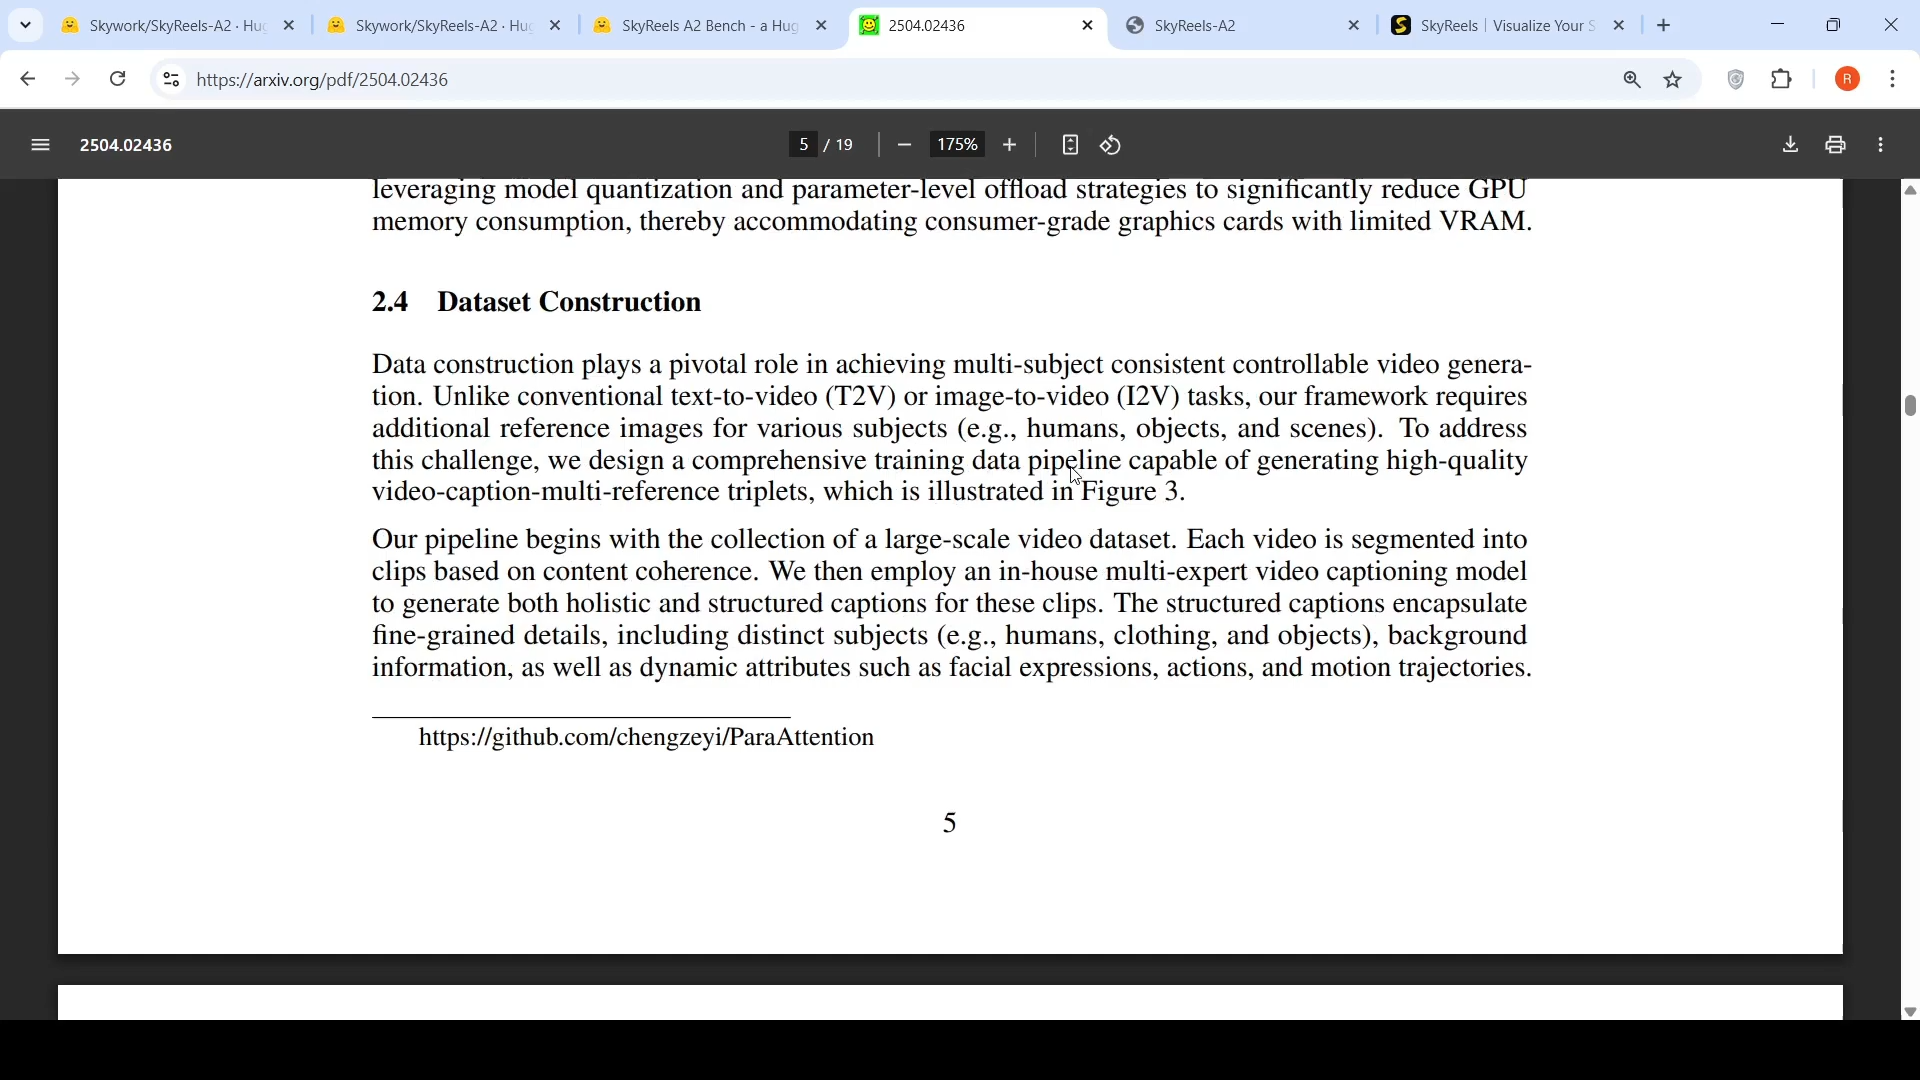 Skywork/SkyReels-A2 · Hug
Skywork/SkyReels-A2 · Hug
SkyReels A2 Bench - a Hug
2504.02436
SkyReels-A2
SkyReels | Visualize Your S
https://arxiv.org/pdf/2504.02436
R
2504.02436
5 / 19
175%
leveraging model quantization and parameter-level offload strategies to significantly reduce GPU
memory consumption, thereby accommodating consumer-grade graphics cards with limited VRAM.
2.4 Dataset Construction
Data construction plays a pivotal role in achieving multi-subject consistent controllable video genera-
tion. Unlike conventional text-to-video (T2V) or image-to-video (I2V) tasks, our framework requires
additional reference images for various subjects (e.g., humans, objects, and scenes). To address
this challenge, we design a comprehensive training data pipeline capable of generating high-quality
video-caption-multi-reference triplets, which is illustrated in Figure 3.
Our pipeline begins with the collection of a large-scale video dataset. Each video is segmented into
clips based on content coherence. We then employ an in-house multi-expert video captioning model
to generate both holistic and structured captions for these clips. The structured captions encapsulate
fine-grained details, including distinct subjects (e.g., humans, clothing, and objects), background
information, as well as dynamic attributes such as facial expressions, actions, and motion trajectories.
https://github.com/chengzeyi/ParaAttention
5